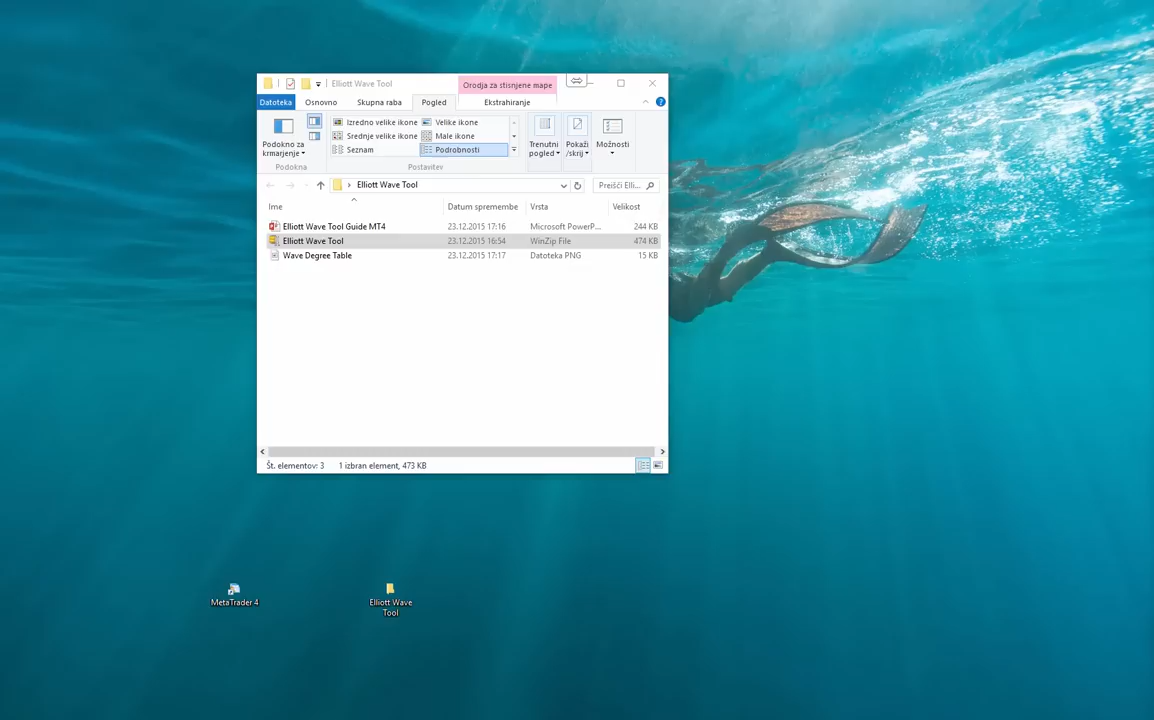 Elliott Wave Tool
Orodja za stisnjene mape
Datoteka Osnovno Skupna raba Pogled Ekstrahiranje
Podokno za krmarjenje
Podokna
Izredno velike ikone Velike ikone
Srednje velike ikone Male ikone
Seznam Podrobnosti
Postavitev
Trenutni pogled
Pokaži /skrij
Možnosti
Elliott Wave Tool
Preišči Elli...
Ime Datum spremembe Vrsta Velikost
Elliott Wave Tool Guide MT4 23.12.2015 17:16 Microsoft PowerP... 244 KB
Elliott Wave Tool 23.12.2015 16:54 WinZip File 474 KB
Wave Degree Table 23.12.2015 17:17 Datoteka PNG 15 KB
Št. elementov: 3 1 izbran element, 473 KB
MetaTrader 4
Elliott Wave
Tool